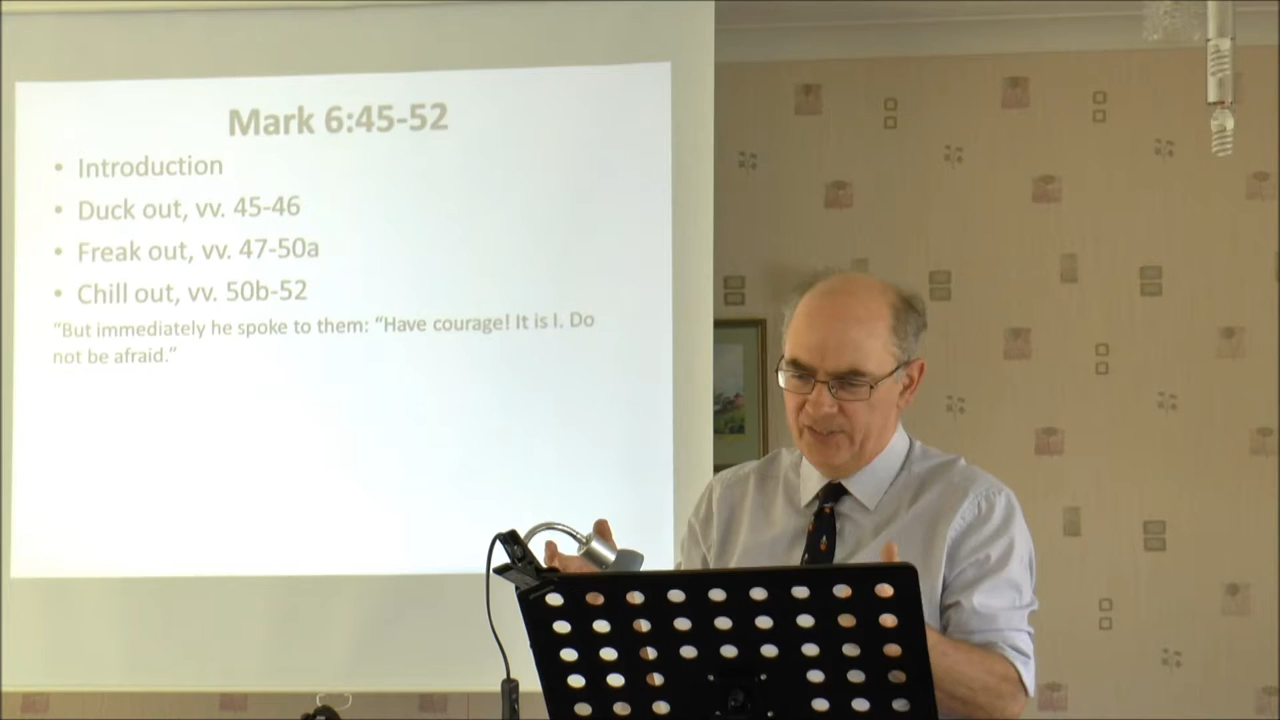 Mark 6:45-52
• Introduction
• Duck out, vv. 45-46
• Freak out, vv. 47-50a
• Chill out, vv. 50b-52
“But immediately he spoke to them: “Have courage! It is I. Do
not be afraid.”